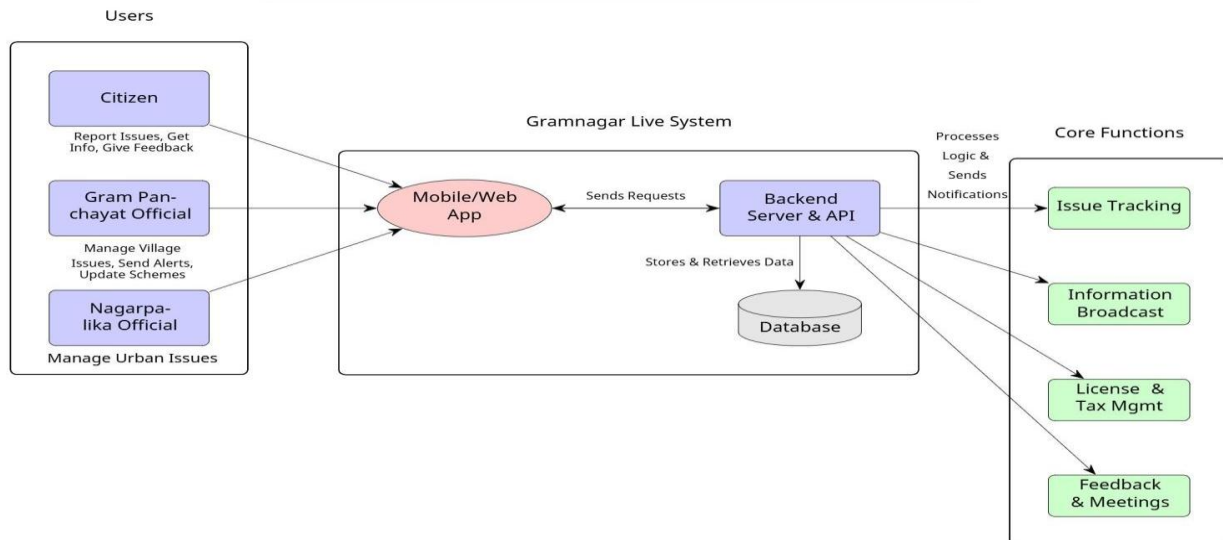 Users
Citizen
Report Issues, Get
Info, Give Feedback
Gram Pan-
chayat Official
Manage Village
Issues, Send Alerts,
Update Schemes
Nagarpa-
lika Official
Manage Urban Issues
Gramnagar Live System
Mobile/Web
App
Sends Requests
Backend
Server & API
Stores & Retrieves Data
Database
Processes
Logic &
Sends
Notifications
Core Functions
Issue Tracking
Information
Broadcast
License &
Tax Mgmt
Feedback
& Meetings